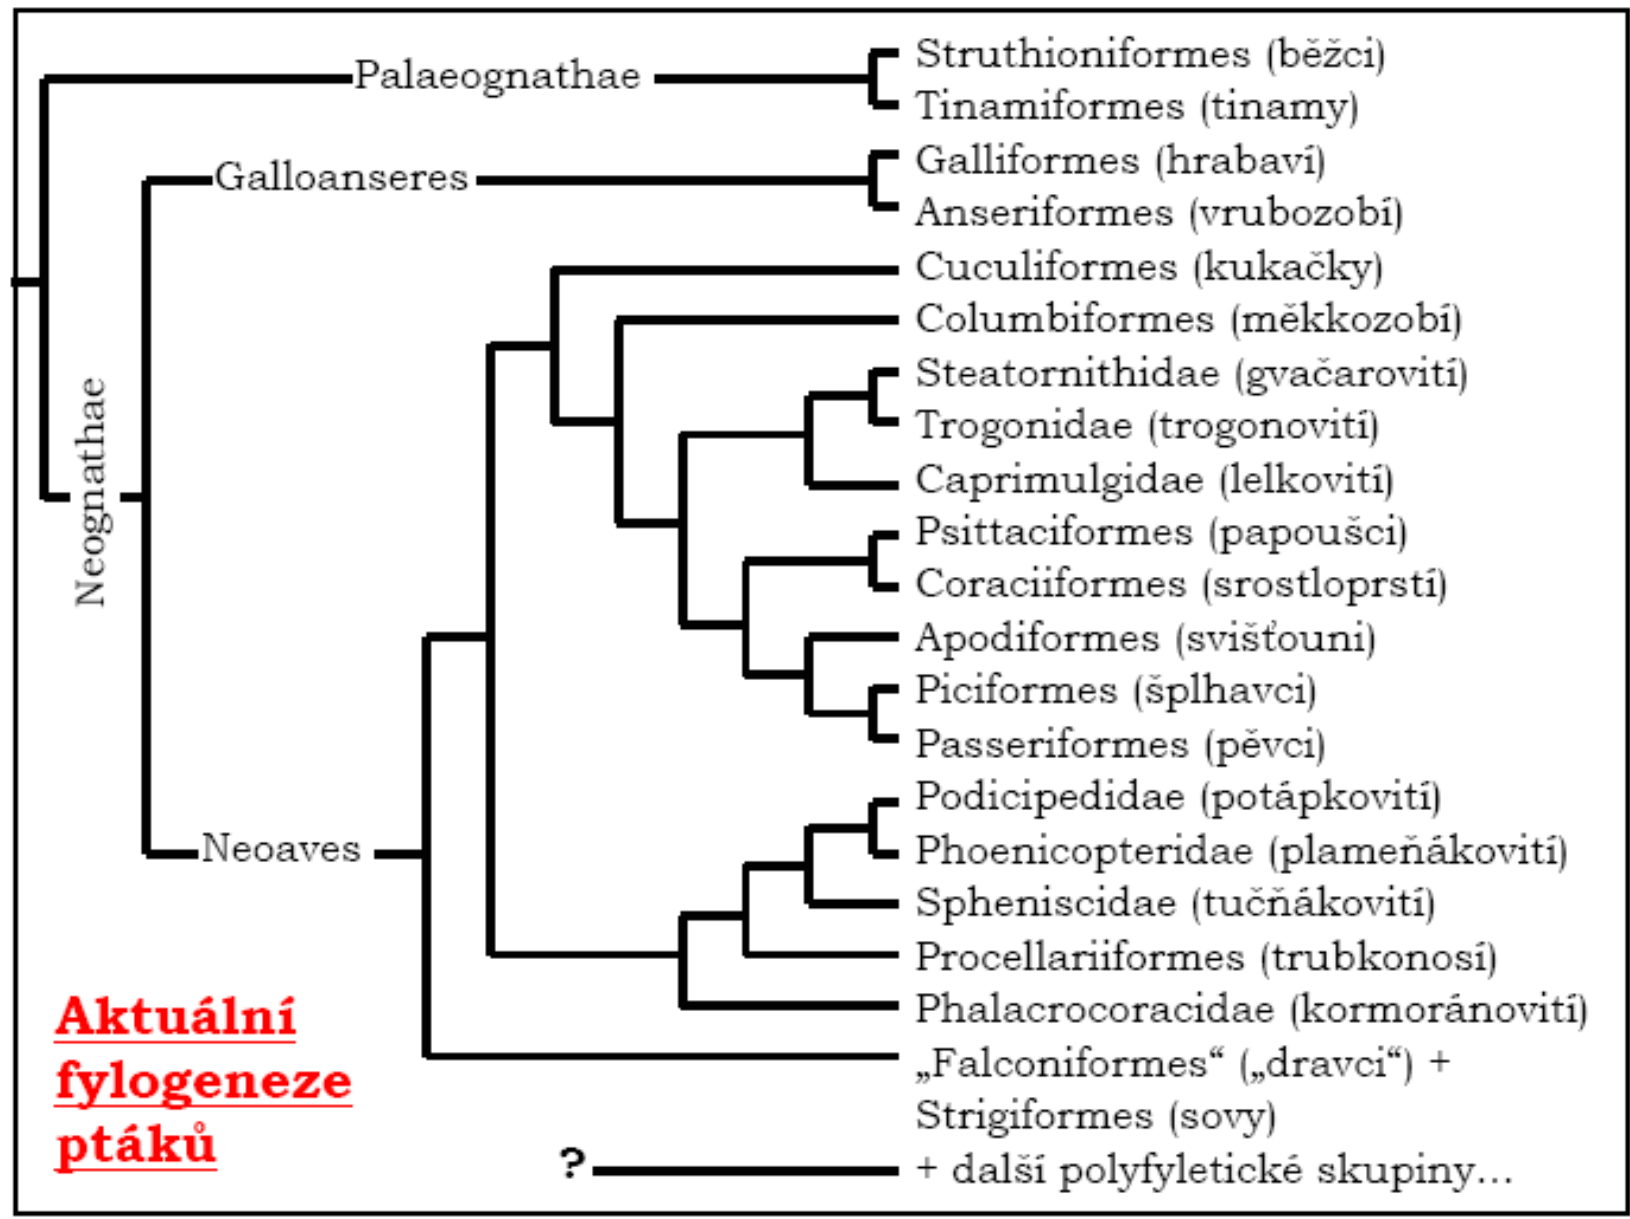 Palaeognathae
Struthioniformes (běžci)
Tinamiformes (tinamy)
Galloanseres
Galliformes (hrabaví)
Anseriformes (vrubozobí)
Neognathae
Neoaves
Cuculiformes (kukačky)
Columbiformes (měkkozobí)
Steatornithidae (gvačarovití)
Trogonidae (trogonovití)
Caprimulgidae (lelkovití)
Psittaciformes (papoušci)
Coraciiformes (srostloprstí)
Apodiformes (svišťouni)
Piciformes (šplhavci)
Passeriformes (pěvci)
Podicipedidae (potápkovití)
Phoenicopteridae (plameňákovití)
Spheniscidae (tučňákovití)
Procellariiformes (trubkonosí)
Phalacrocoracidae (kormoránovití)
„Falconiformes“ („dravci“) +
Strigiformes (sovy)
? + další polyfyletické skupiny...
Aktuální
fylogeneze
ptáků